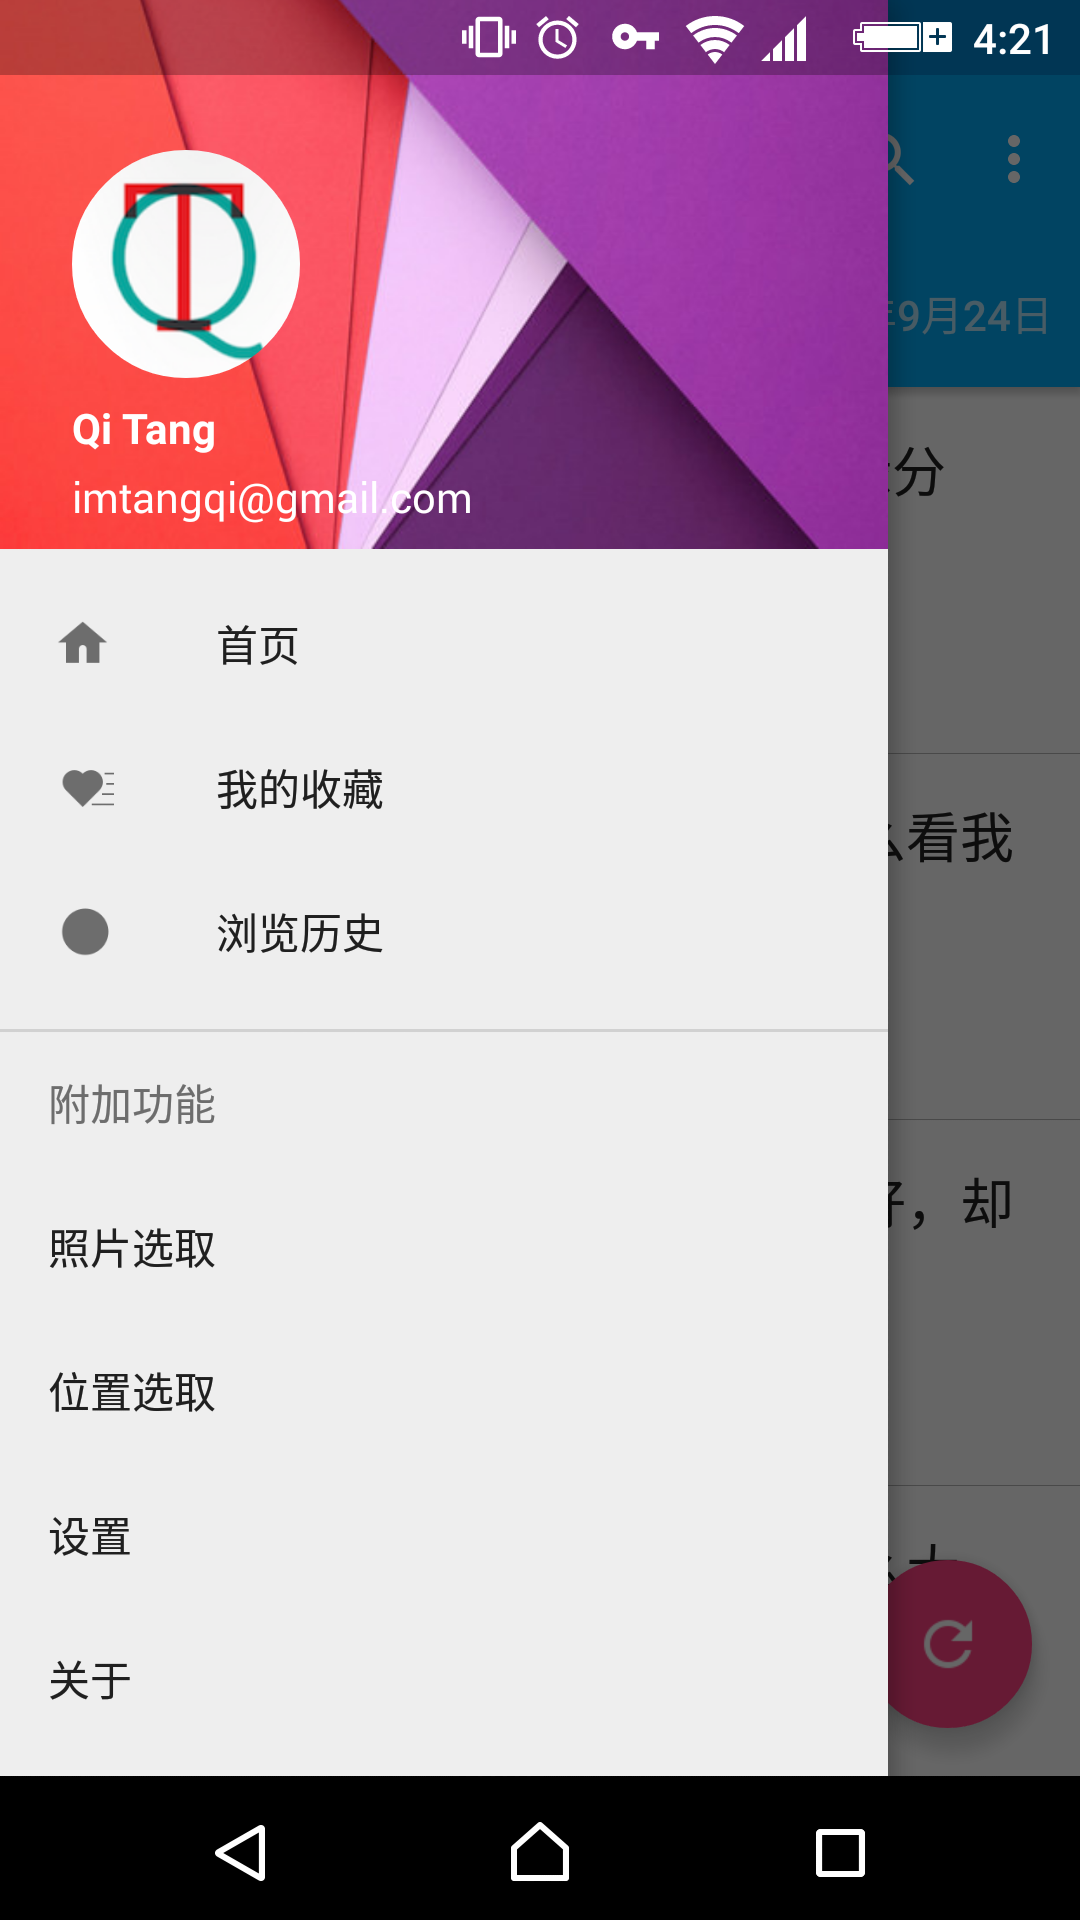 4:21
Qi Tang
imtangqi@gmail.com
首页
我的收藏
浏览历史
附加功能
照片选取
位置选取
设置
关于
9月24日
分
看我
，却